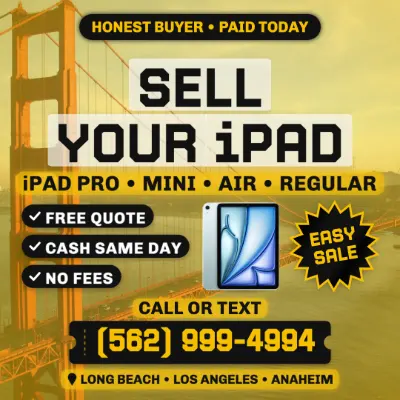 HONEST BUYER • PAID TODAY
SELL
YOUR iPAD
iPAD PRO • MINI • AIR • REGULAR
✓ FREE QUOTE
✓ CASH SAME DAY
✓ NO FEES
EASY
SALE
CALL OR TEXT
(562) 999-4994
LONG BEACH • LOS ANGELES • ANAHEIM